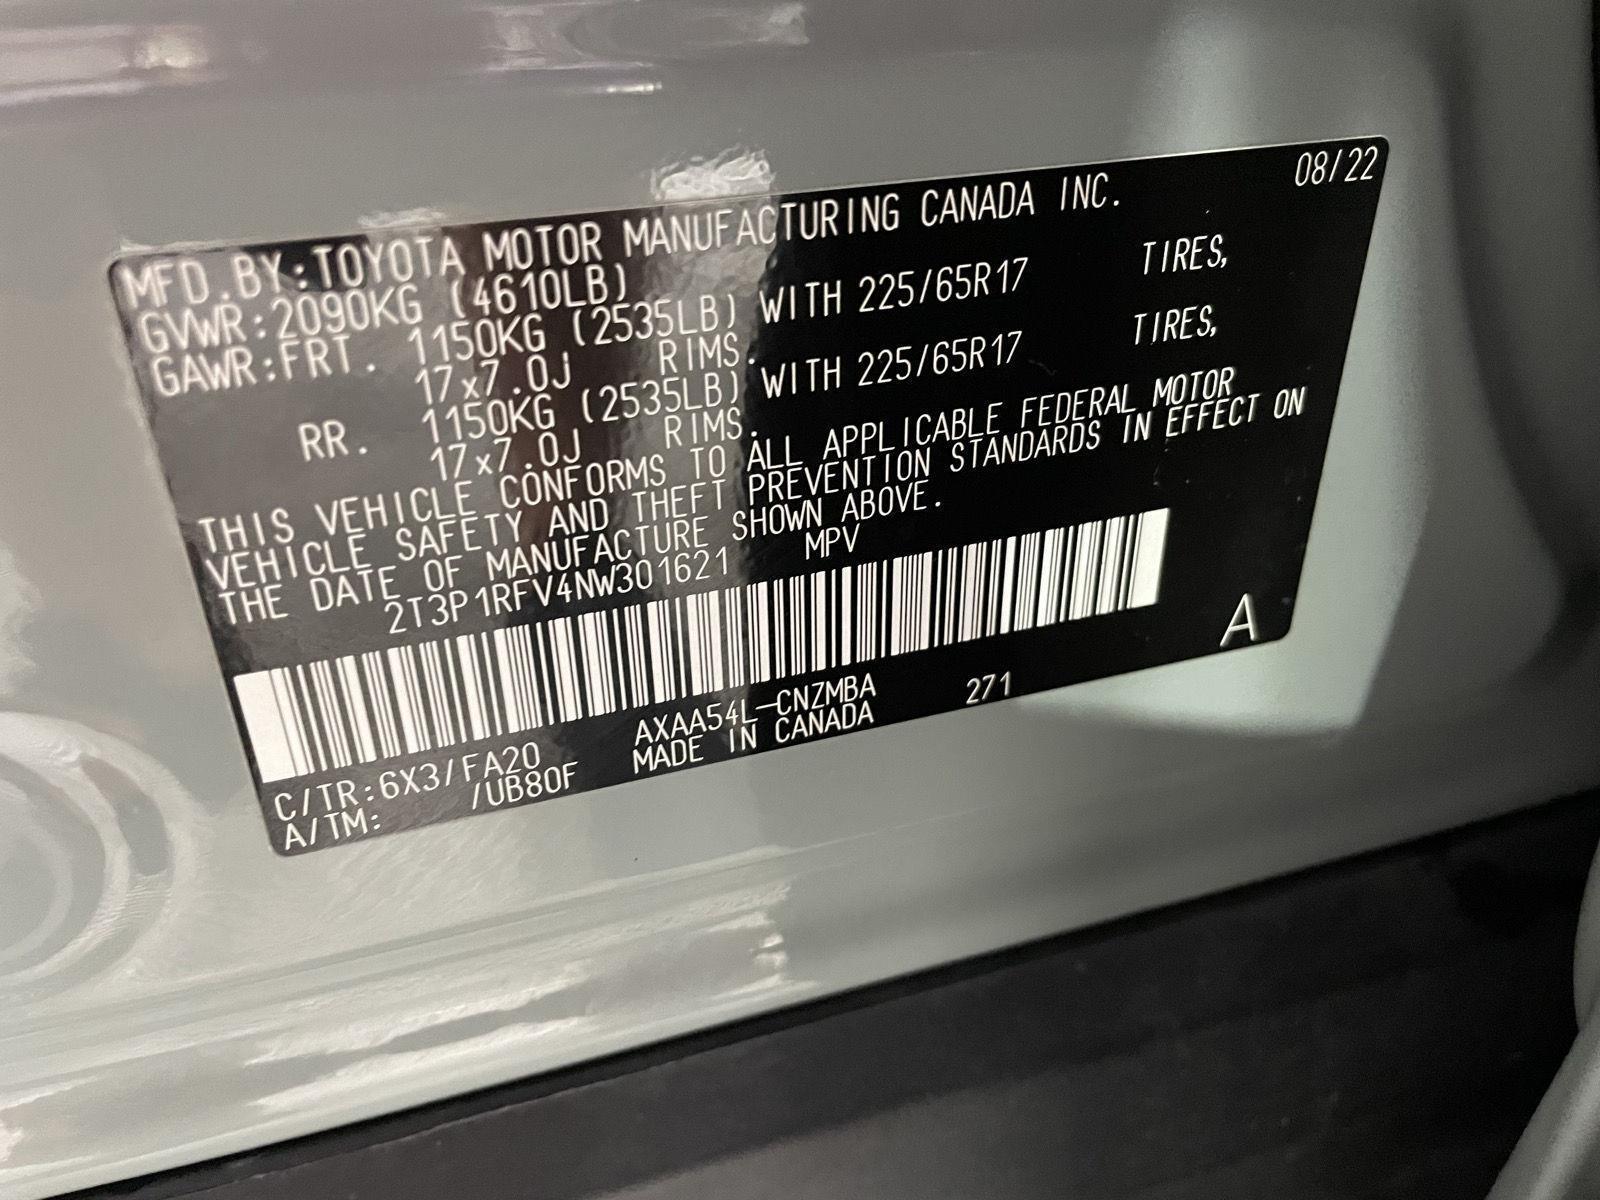 08/22
MFD.BY:TOYOTA MOTOR MANUFACTURING CANADA INC.
GVWR:2090KG (4610LB)
GAWR:FRT. 1150KG (2535LB) WITH 225/65R17 TIRES,
17x7.0J RIMS.
RR. 1150KG (2535LB) WITH 225/65R17 TIRES,
17x7.0J RIMS.
THIS VEHICLE CONFORMS TO ALL APPLICABLE FEDERAL MOTOR
VEHICLE SAFETY AND THEFT PREVENTION STANDARDS IN EFFECT ON
THE DATE OF MANUFACTURE SHOWN ABOVE.
2T3P1RFV4NW301621 MPV
A
C/TR:6X3/FA20 AXAA54L-CNZMBA 271
A/TM: /UB80F MADE IN CANADA